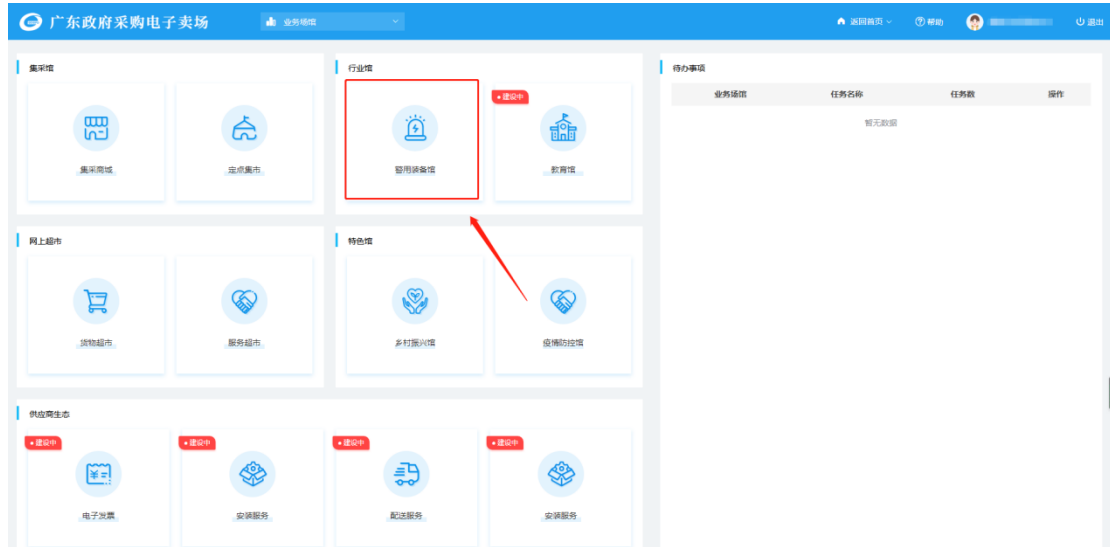 广东政府采购电子卖场
业务场馆
返回首页
帮助
退出
集采馆
集采商城
定点集市
行业馆
警用装备馆
•建设中
教育馆
待办事项
业务场馆 任务名称 任务数 操作
暂无数据
网上超市
货物超市
服务超市
特色馆
乡村振兴馆
疫情防控馆
供应商生态
•建设中
电子发票
•建设中
安装服务
•建设中
配送服务
•建设中
安装服务